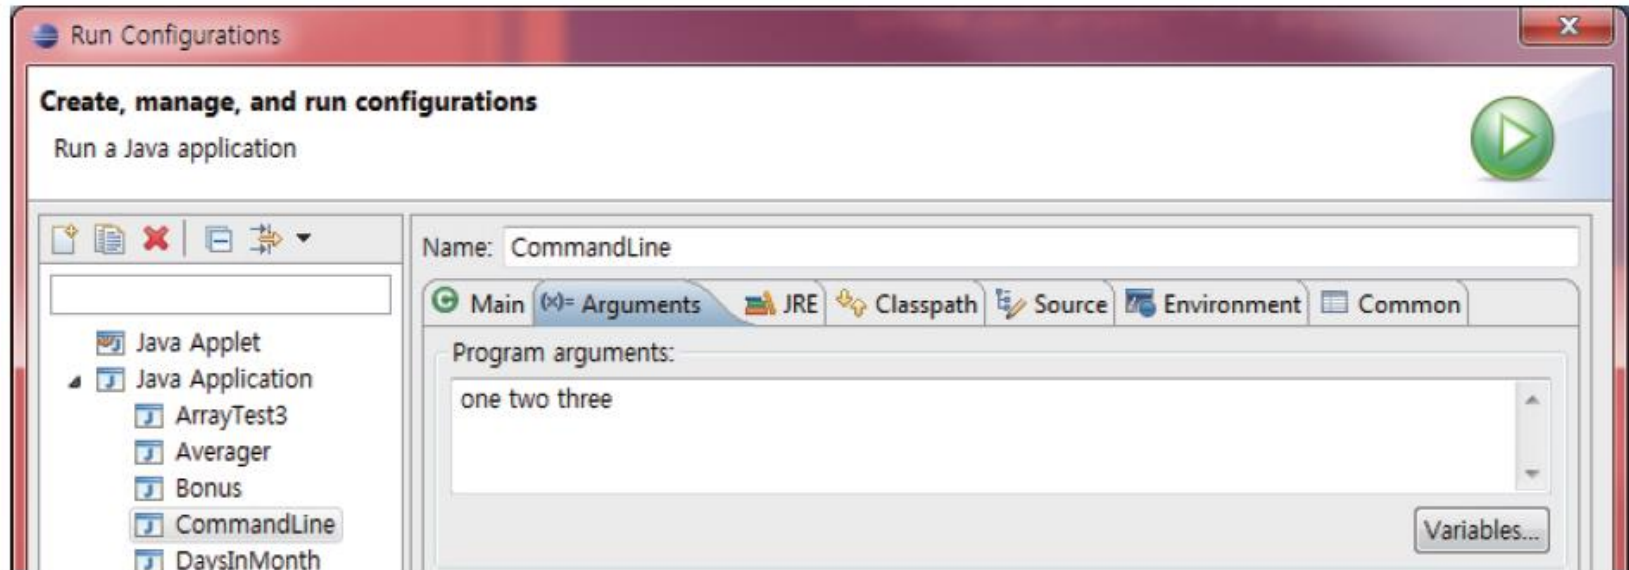 Run Configurations
Create, manage, and run configurations
Run a Java application
Name: CommandLine
Main (x)= Arguments JRE Classpath Source Environment Common
Java Applet
Java Application
ArrayTest3
Averager
Bonus
CommandLine
DaysInMonth
Program arguments:
one two three
Variables...